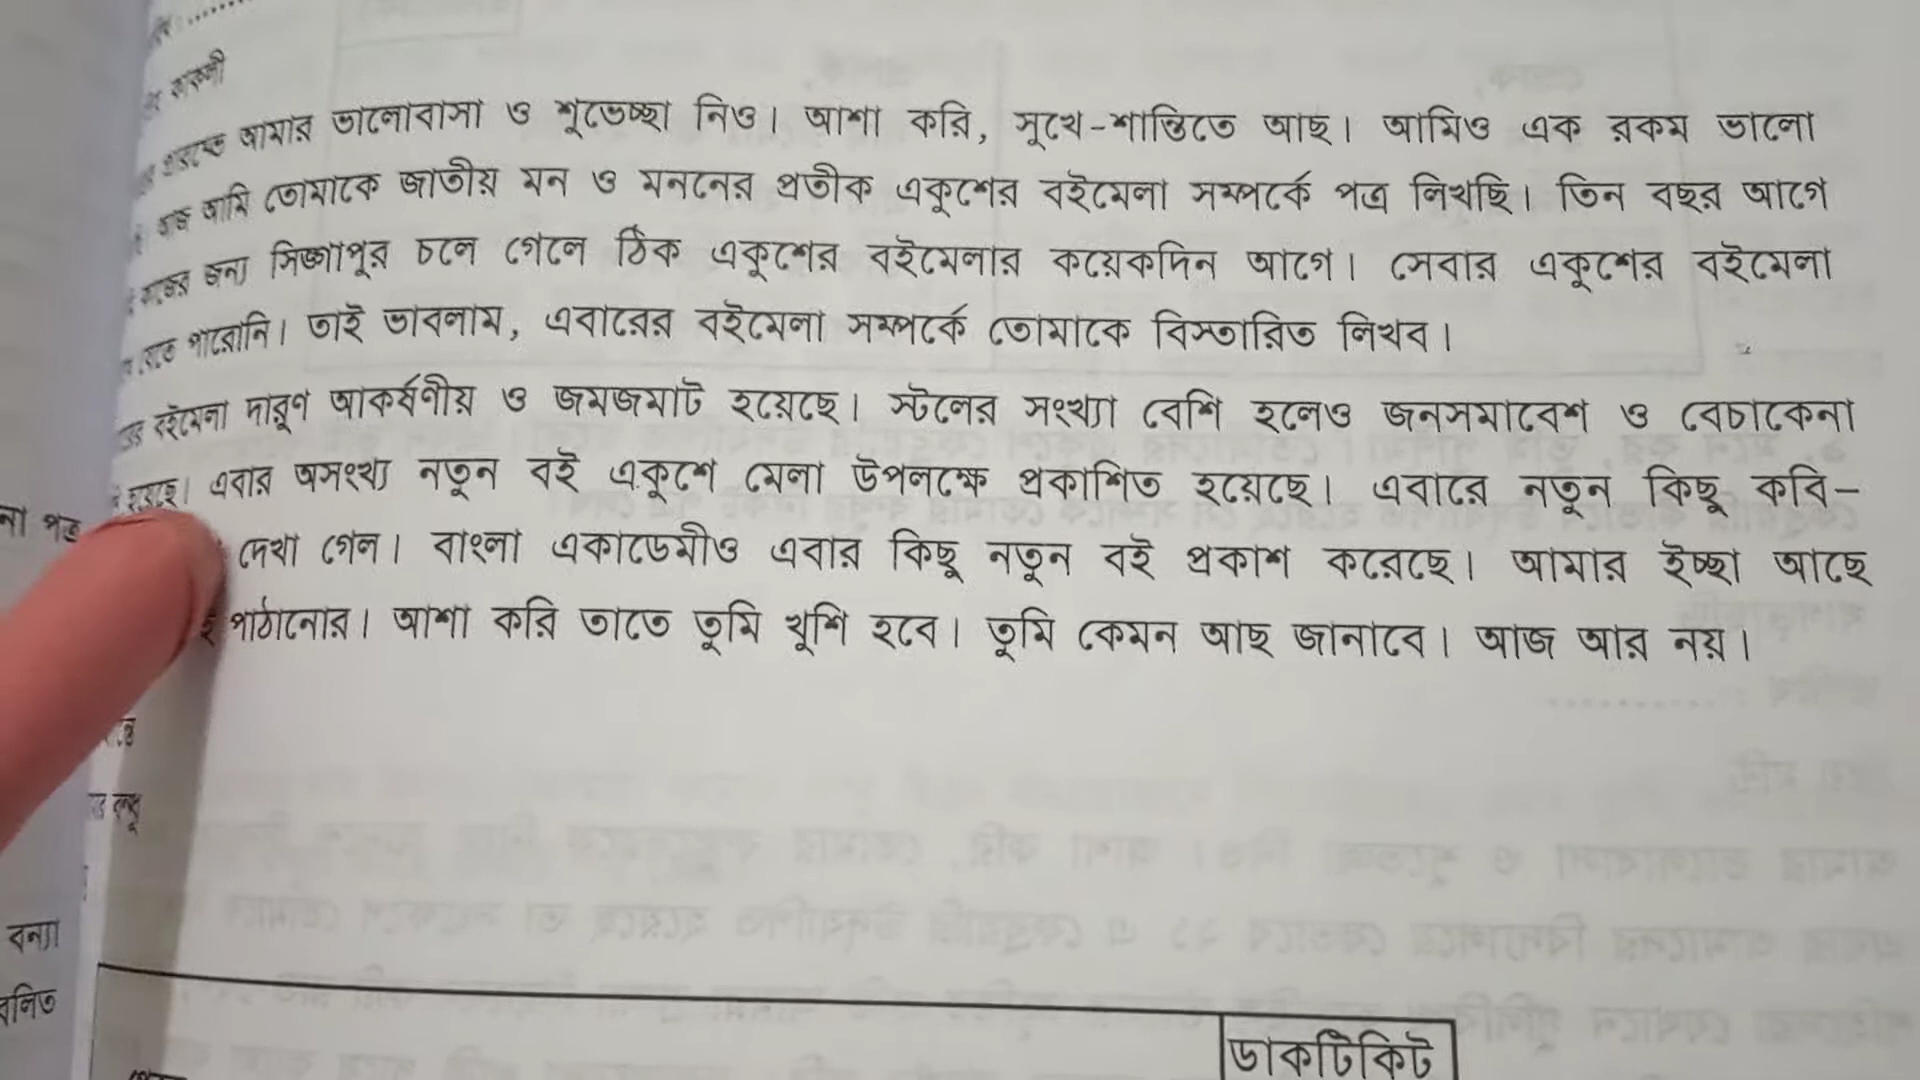 কাকলী
আমার ভালোবাসা ও শুভেচ্ছা নিও। আশা করি, সুখে-শান্তিতে আছ। আমিও এক রকম ভালো
আজ আমি তোমাকে জাতীয় মন ও মননের প্রতীক একুশের বইমেলা সম্পর্কে পত্র লিখছি। তিন বছর আগে
কাজের জন্য সিঙ্গাপুর চলে গেলে ঠিক একুশের বইমেলার কয়েকদিন আগে। সেবার একুশের বইমেলা
যেতে পারোনি। তাই ভাবলাম, এবারের বইমেলা সম্পর্কে তোমাকে বিস্তারিত লিখব।
বইমেলা দারুণ আকর্ষণীয় ও জমজমাট হয়েছে। স্টলের সংখ্যা বেশি হলেও জনসমাবেশ ও বেচাকেনা
হয়েছে। এবার অসংখ্য নতুন বই একুশে মেলা উপলক্ষে প্রকাশিত হয়েছে। এবারে নতুন কিছু কবি-
দেখা গেল। বাংলা একাডেমীও এবার কিছু নতুন বই প্রকাশ করেছে। আমার ইচ্ছা আছে
পাঠানোর। আশা করি তাতে তুমি খুশি হবে। তুমি কেমন আছ জানাবে। আজ আর নয়।
বন্ধু
বন্যা
ডাকটিকিট